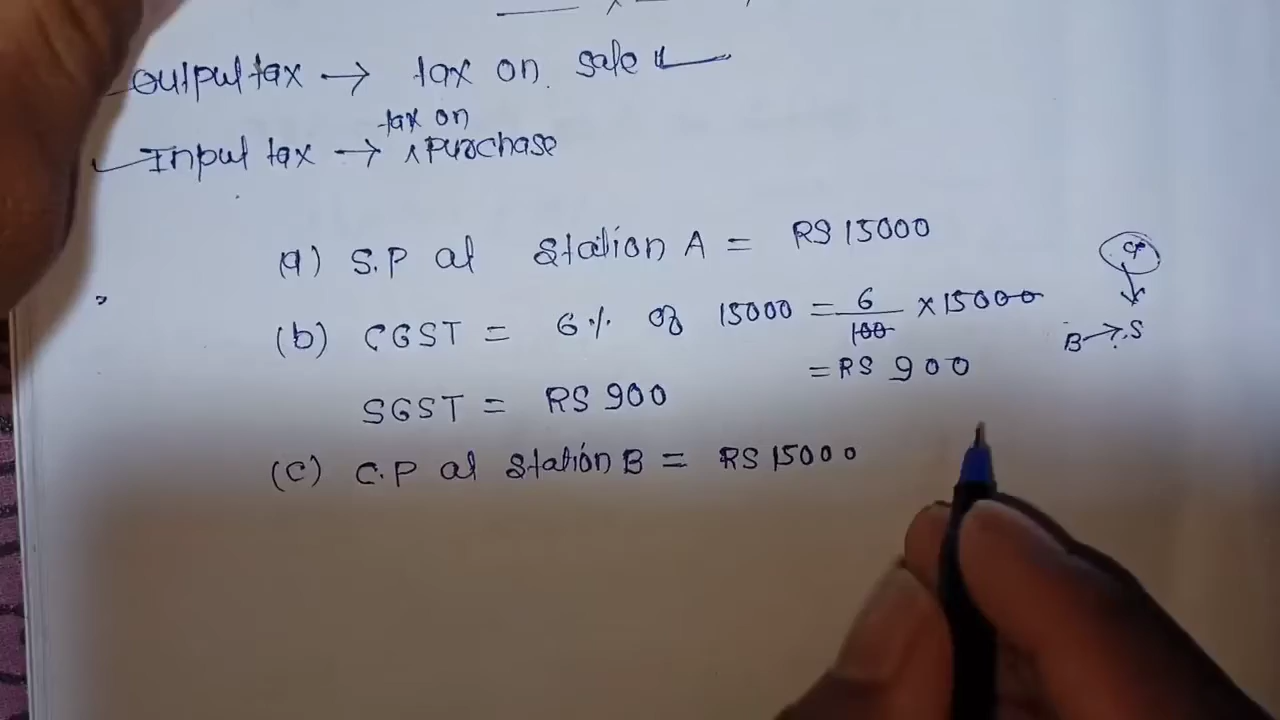 Output tax → tax on sale
tax on
Input tax → ^ purchase
(a) S.P at Station A = RS 15000
CP
(b) CGST = 6% of 15000 = 6/100 × 15000
B → S
= RS 900
SGST = RS 900
(C) C.P at Station B = RS 15000